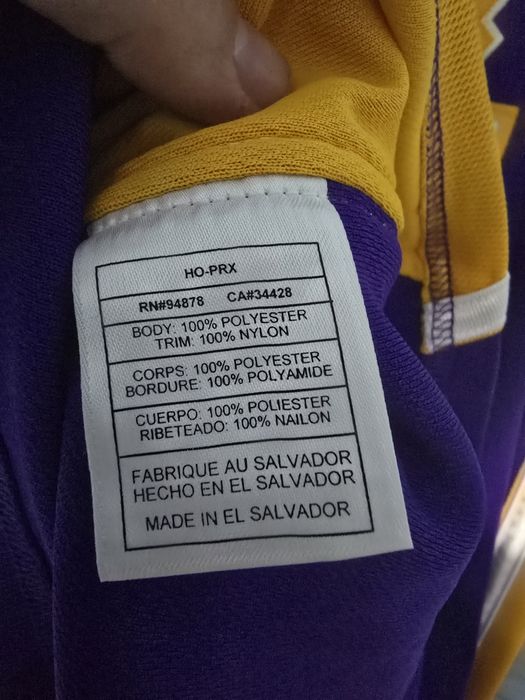 HO-PRX
RN#94878 CA#34428
BODY: 100% POLYESTER
TRIM: 100% NYLON
CORPS: 100% POLYESTER
BORDURE: 100% POLYAMIDE
CUERPO: 100% POLIESTER
RIBETEADO: 100% NAILON
FABRIQUE AU SALVADOR
HECHO EN EL SALVADOR
MADE IN EL SALVADOR